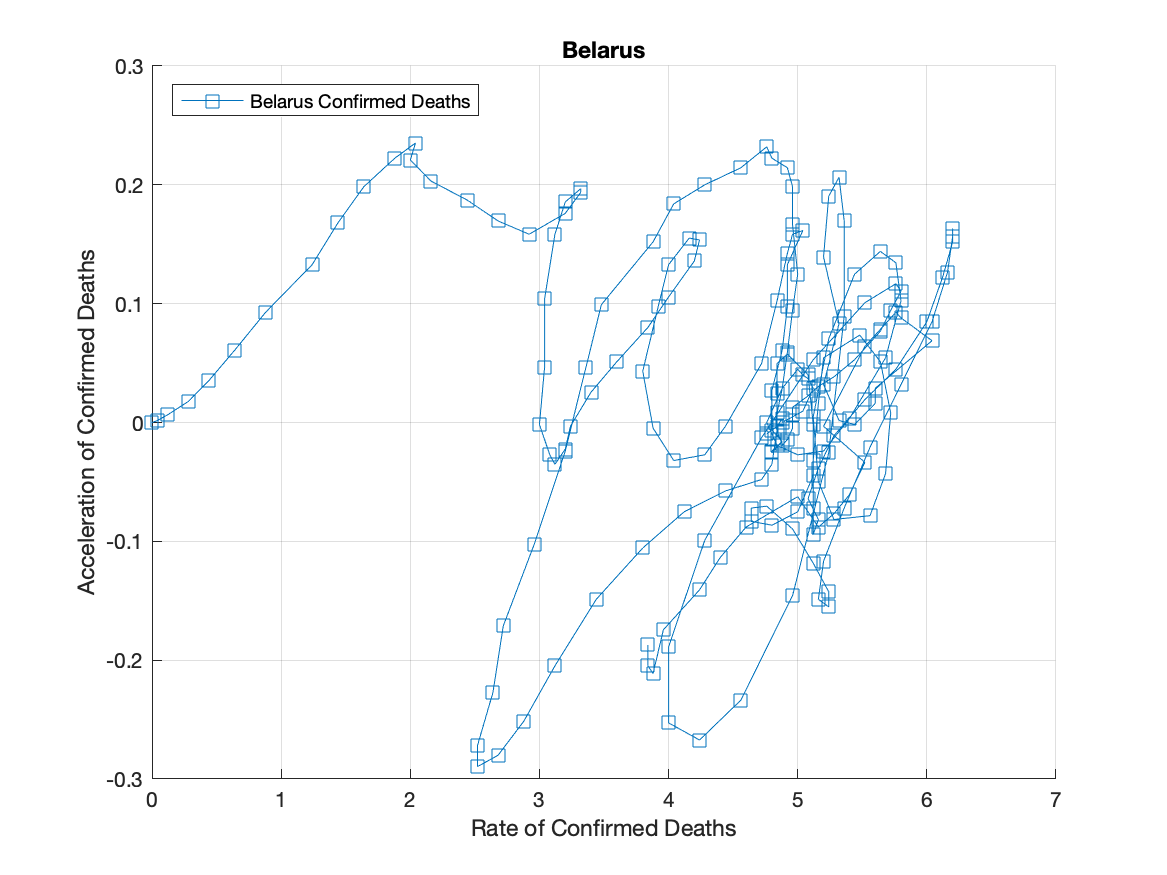 Belarus
Belarus Confirmed Deaths
0.3
0.2
0.1
0
-0.1
-0.2
-0.3
Acceleration of Confirmed Deaths
0 1 2 3 4 5 6 7
Rate of Confirmed Deaths